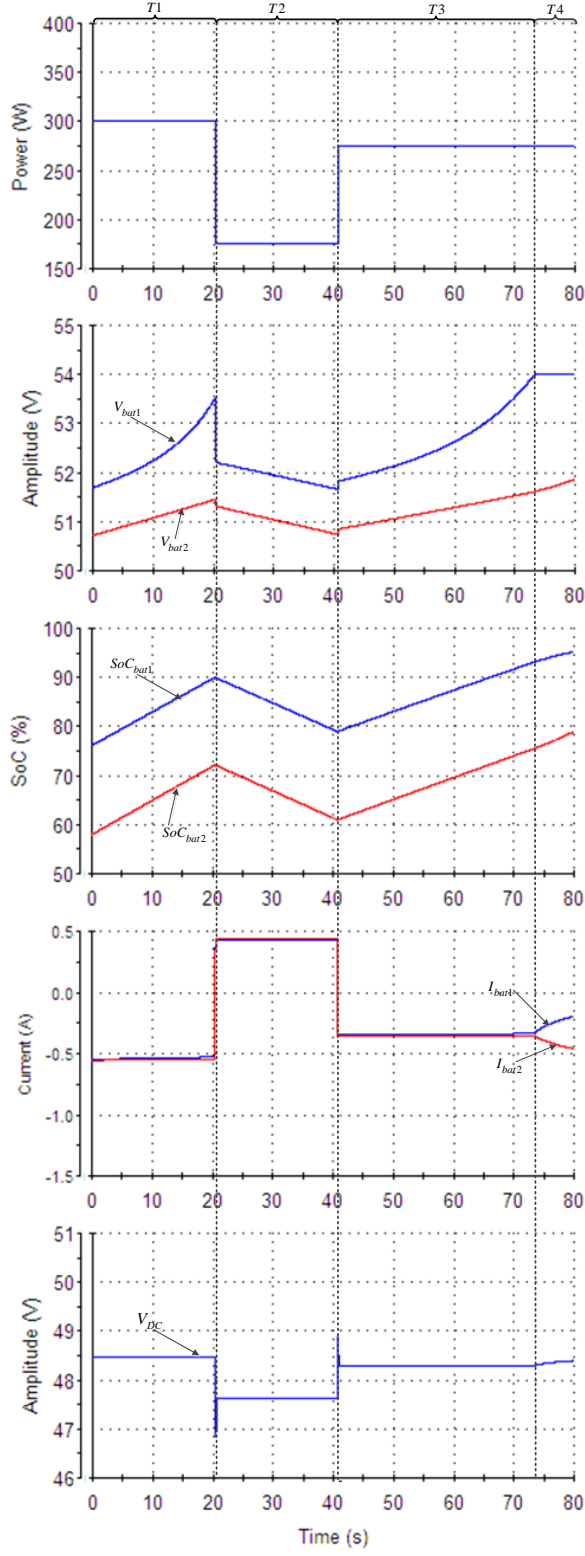 T1 T2 T3 T4
400
350
300
250
200
150
Power (W)
0 10 20 30 40 50 60 70 80
55
54
53
52
51
50
Amplitude (V)
Vbat1
Vbat2
0 10 20 30 40 50 60 70 80
100
90
80
70
60
50
SoC (%)
SoCbat1
SoCbat2
0 10 20 30 40 50 60 70 80
0.5
0.0
-0.5
-1.0
-1.5
Current (A)
Ibat1
Ibat2
0 10 20 30 40 50 60 70 80
51
50
49
48
47
46
Amplitude (V)
VDC
0 10 20 30 40 50 60 70 80
Time (s)